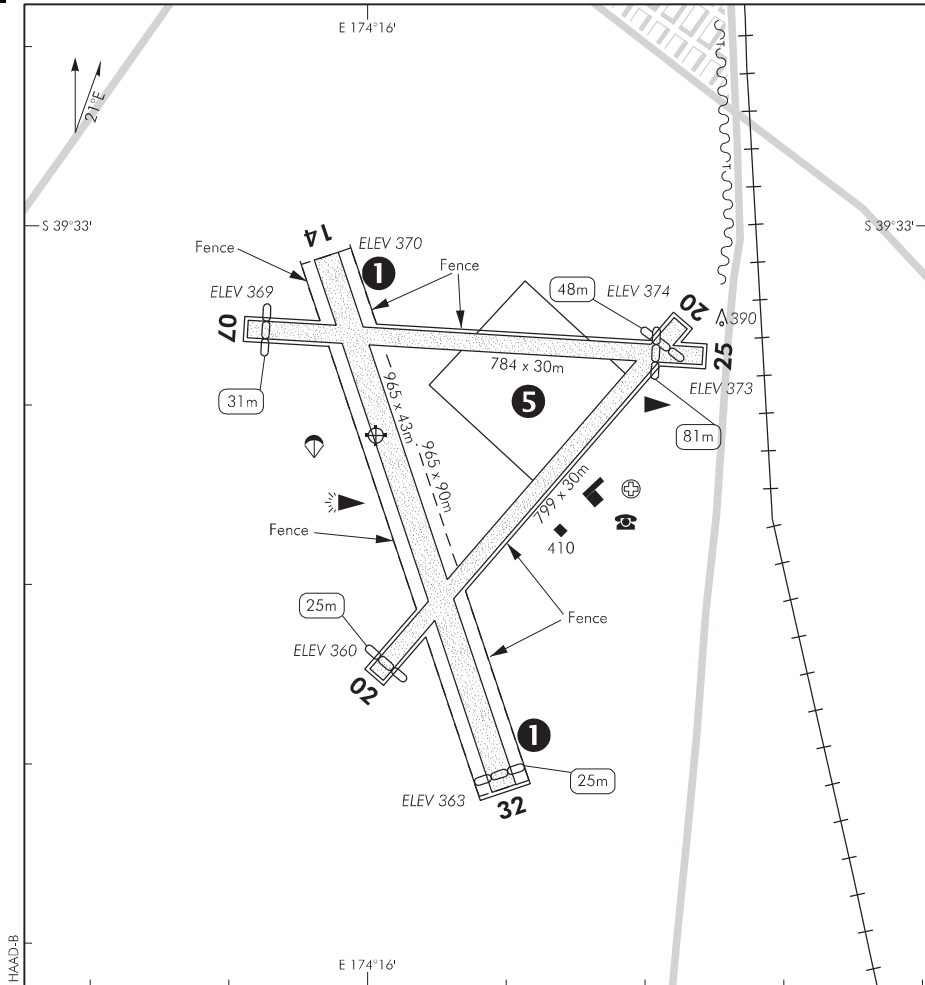 E 174°16'
21°E
S 39°33'
S 39°33'
14
ELEV 370
Fence
1
Fence
ELEV 369
48m
ELEV 374
20
390
07
25
784 x 30m
ELEV 373
31m
5
81m
965 x 43m
965 x 90m
799 x 30m
Fence
410
25m
Fence
ELEV 360
02
1
25m
ELEV 363
32
HAAD-B
E 174°16'